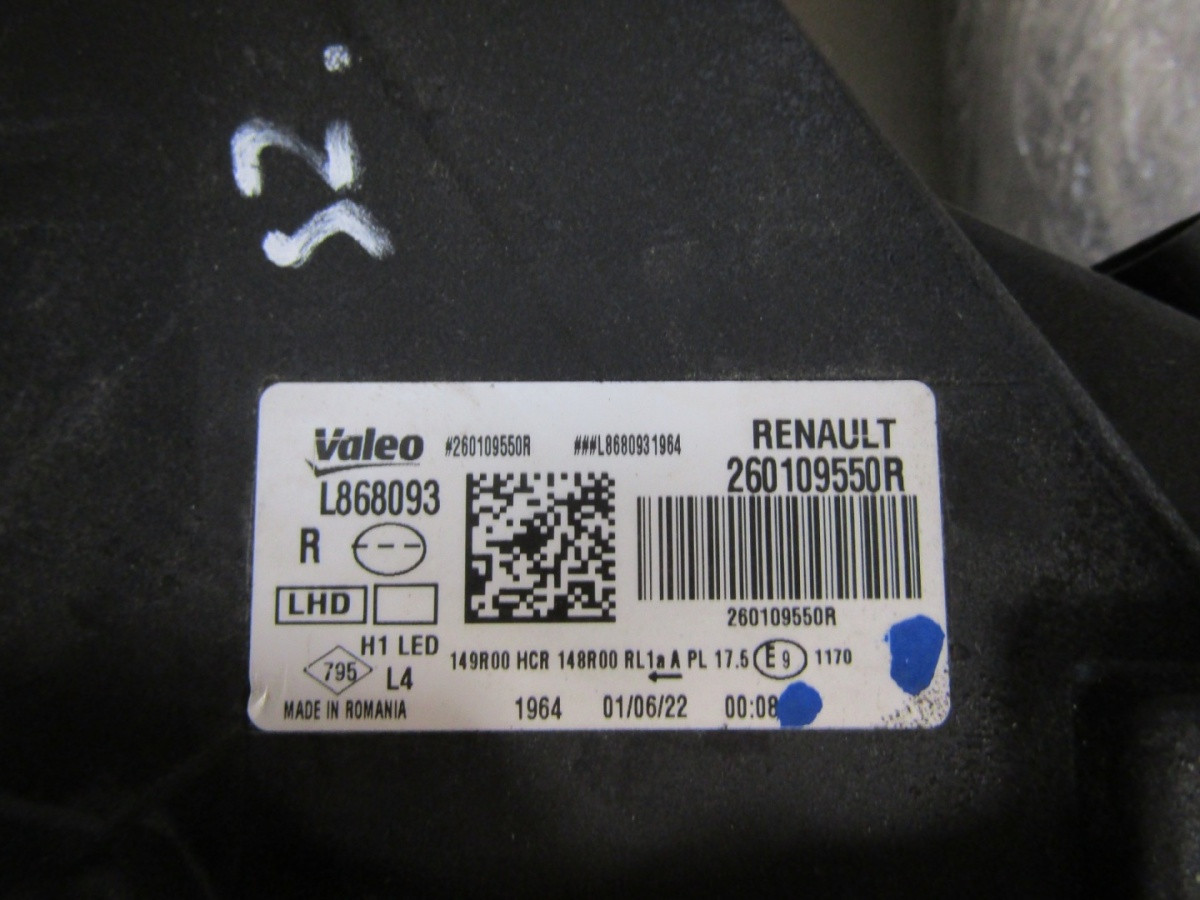 Valeo #260109550R ###L8680931964 RENAULT
L868093 260109550R
R
LHD
260109550R
H1 LED
795 L4 149R00 HCR 148R00 RL1a A PL 17.5 E9 1170
MADE IN ROMANIA 1964 01/06/22 00:08